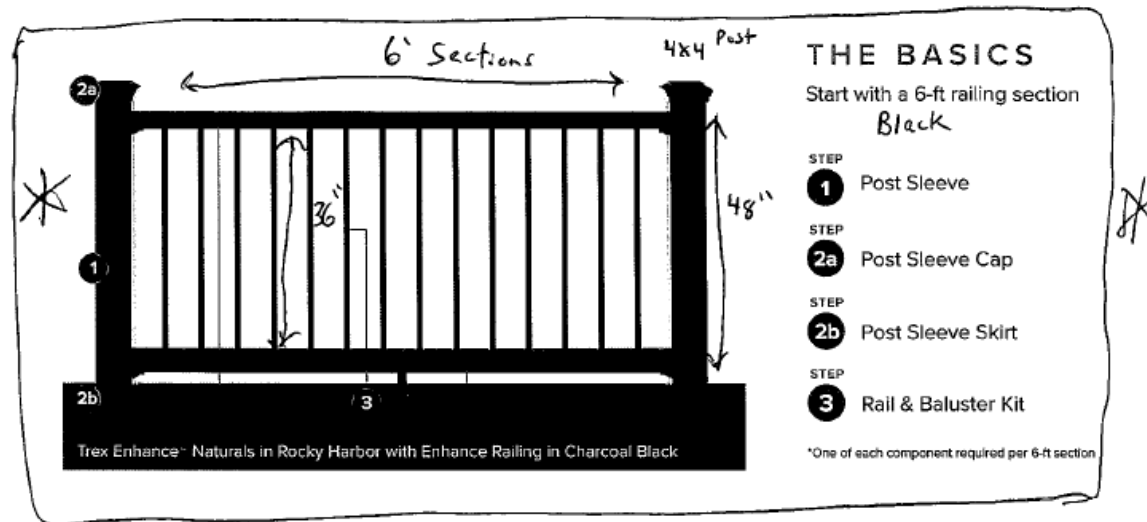 6' Sections
4x4 Post
2a
36"
48"
1
2b
3
Trex Enhance® Naturals in Rocky Harbor with Enhance Railing in Charcoal Black
THE BASICS
Start with a 6-ft railing section
Black
STEP
1 Post Sleeve
STEP
2a Post Sleeve Cap
STEP
2b Post Sleeve Skirt
STEP
3 Rail & Baluster Kit
*One of each component required per 6-ft section